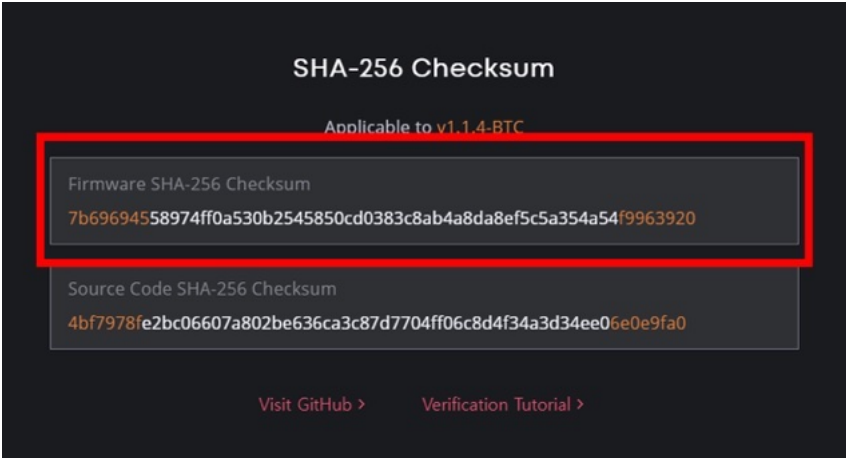 SHA-256 Checksum
Applicable to v1.1.4-BTC
Firmware SHA-256 Checksum
7b69694558974ff0a530b2545850cd0383c8ab4a8da8ef5c5a354a54f9963920
Source Code SHA-256 Checksum
4bf7978fe2bc06607a802be636ca3c87d7704ff06c8d4f34a3d34ee06e0e9fa0
Visit GitHub >
Verification Tutorial >